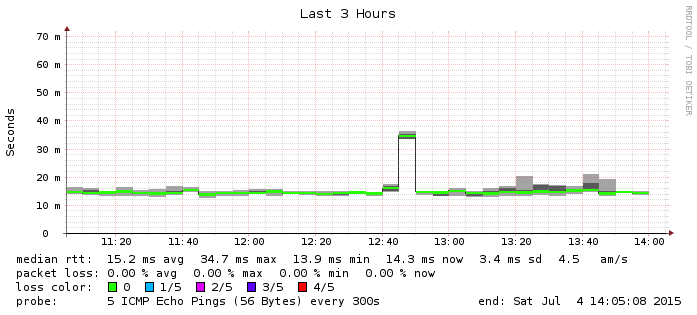 Last 3 Hours
RRDTOOL / TOBI OETIKER
Seconds
70 m
60 m
50 m
40 m
30 m
20 m
10 m
0
11:20 11:40 12:00 12:20 12:40 13:00 13:20 13:40 14:00
median rtt: 15.2 ms avg 34.7 ms max 13.9 ms min 14.3 ms now 3.4 ms sd 4.5 am/s
packet loss: 0.00 % avg 0.00 % max 0.00 % min 0.00 % now
loss color: 0 1/5 2/5 3/5 4/5
probe: 5 ICMP Echo Pings (56 Bytes) every 300s end: Sat Jul 4 14:05:08 2015